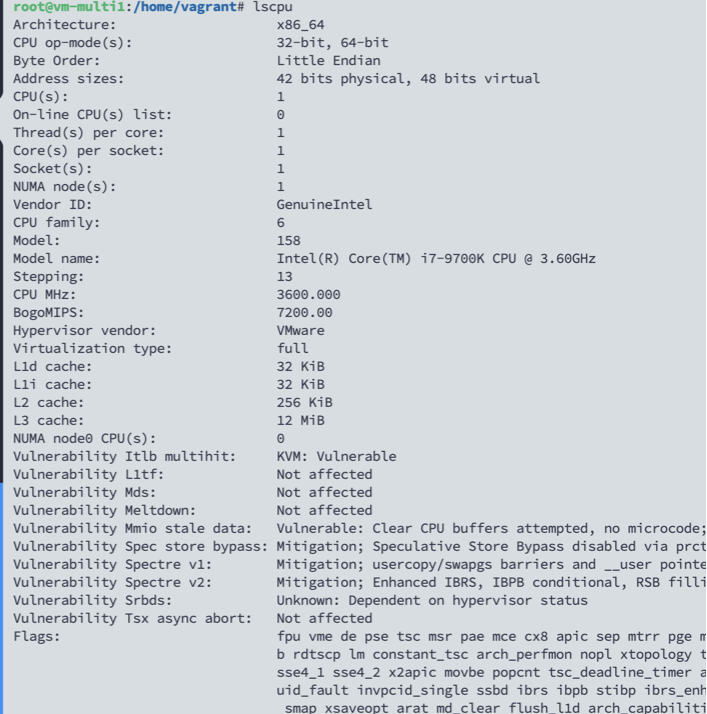 root@vm-multi1:/home/vagrant# lscpu
Architecture: x86_64
CPU op-mode(s): 32-bit, 64-bit
Byte Order: Little Endian
Address sizes: 42 bits physical, 48 bits virtual
CPU(s): 1
On-line CPU(s) list: 0
Thread(s) per core: 1
Core(s) per socket: 1
Socket(s): 1
NUMA node(s): 1
Vendor ID: GenuineIntel
CPU family: 6
Model: 158
Model name: Intel(R) Core(TM) i7-9700K CPU @ 3.60GHz
Stepping: 13
CPU MHz: 3600.000
BogoMIPS: 7200.00
Hypervisor vendor: VMware
Virtualization type: full
L1d cache: 32 KiB
L1i cache: 32 KiB
L2 cache: 256 KiB
L3 cache: 12 MiB
NUMA node0 CPU(s): 0
Vulnerability Itlb multihit: KVM: Vulnerable
Vulnerability L1tf: Not affected
Vulnerability Mds: Not affected
Vulnerability Meltdown: Not affected
Vulnerability Mmio stale data: Vulnerable: Clear CPU buffers attempted, no microcode;
Vulnerability Spec store bypass: Mitigation; Speculative Store Bypass disabled via prct
Vulnerability Spectre v1: Mitigation; usercopy/swapgs barriers and __user pointe
Vulnerability Spectre v2: Mitigation; Enhanced IBRS, IBPB conditional, RSB filli
Vulnerability Srbds: Unknown: Dependent on hypervisor status
Vulnerability Tsx async abort: Not affected
Flags: fpu vme de pse tsc msr pae mce cx8 apic sep mtrr pge m
b rdtscp lm constant_tsc arch_perfmon nopl xtopology t
sse4_1 sse4_2 x2apic movbe popcnt tsc_deadline_timer a
uid_fault invpcid_single ssbd ibrs ibpb stibp ibrs_enh
smap xsaveopt arat md_clear flush_l1d arch_capabiliti